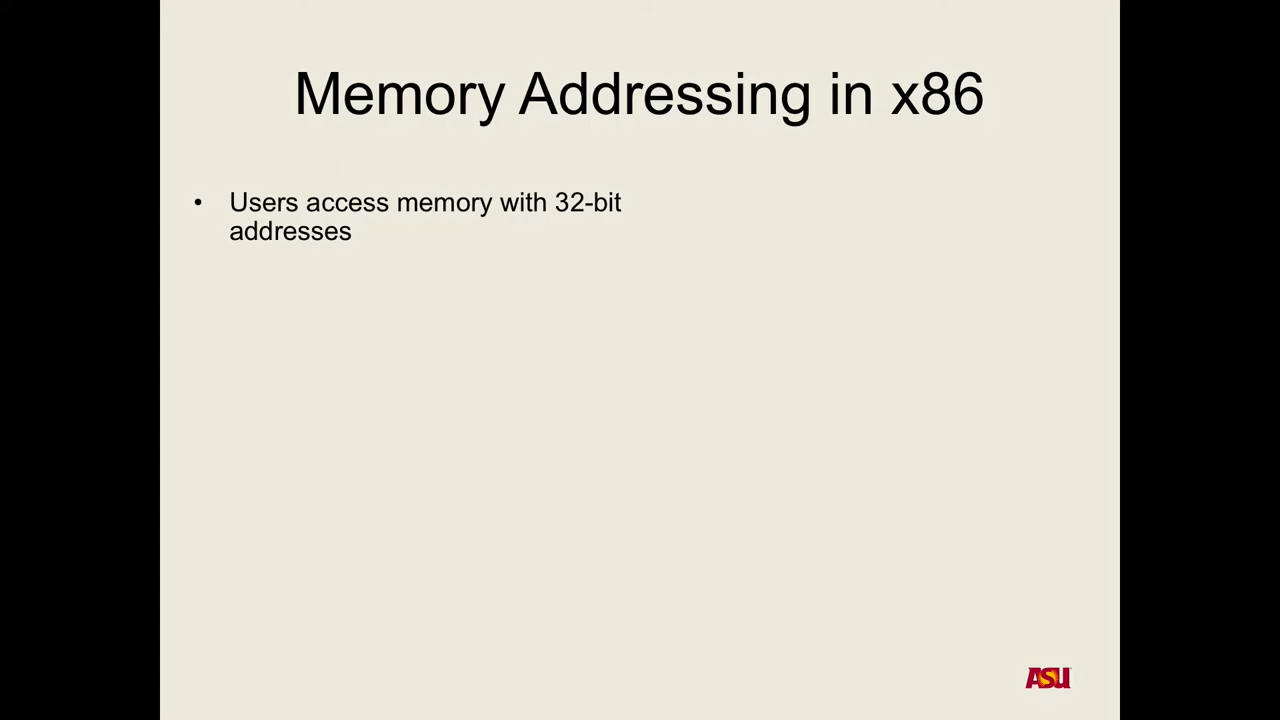 Memory Addressing in x86
• Users access memory with 32-bit
addresses
ASU